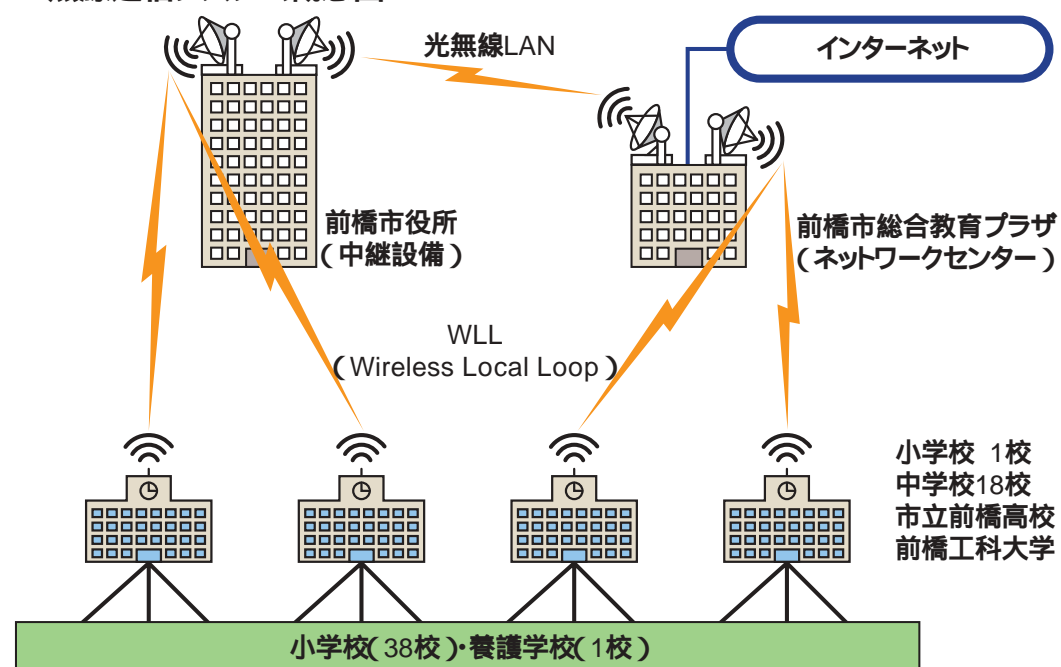 光無線LAN
インターネット
前橋市役所
(中継設備)
前橋市総合教育プラザ
(ネットワークセンター)
WLL
(Wireless Local Loop)
小学校 1校
中学校18校
市立前橋高校
前橋工科大学
小学校(38校)・養護学校(1校)